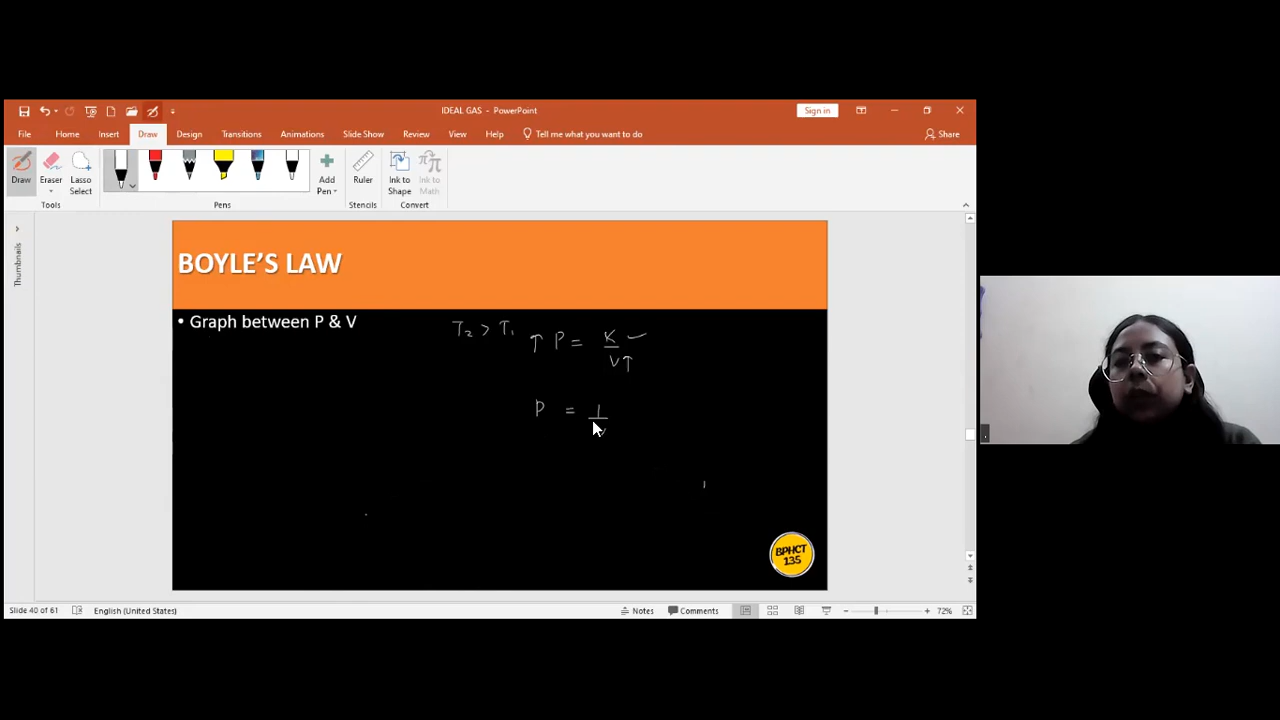 IDEAL GAS - PowerPoint
Sign in
File Home Insert Draw Design Transitions Animations Slide Show Review View Help Tell me what you want to do Share
Draw Eraser Lasso Select Add Pen Ruler Ink to Shape Ink to Math
Tools Pens Stencils Convert
Thumbnails
BOYLE'S LAW
• Graph between P & V
T₂ > T₁ ↑ P = K/V↑
P = 1/
BPHCT
135
Slide 40 of 61 English (United States) Notes Comments 72%